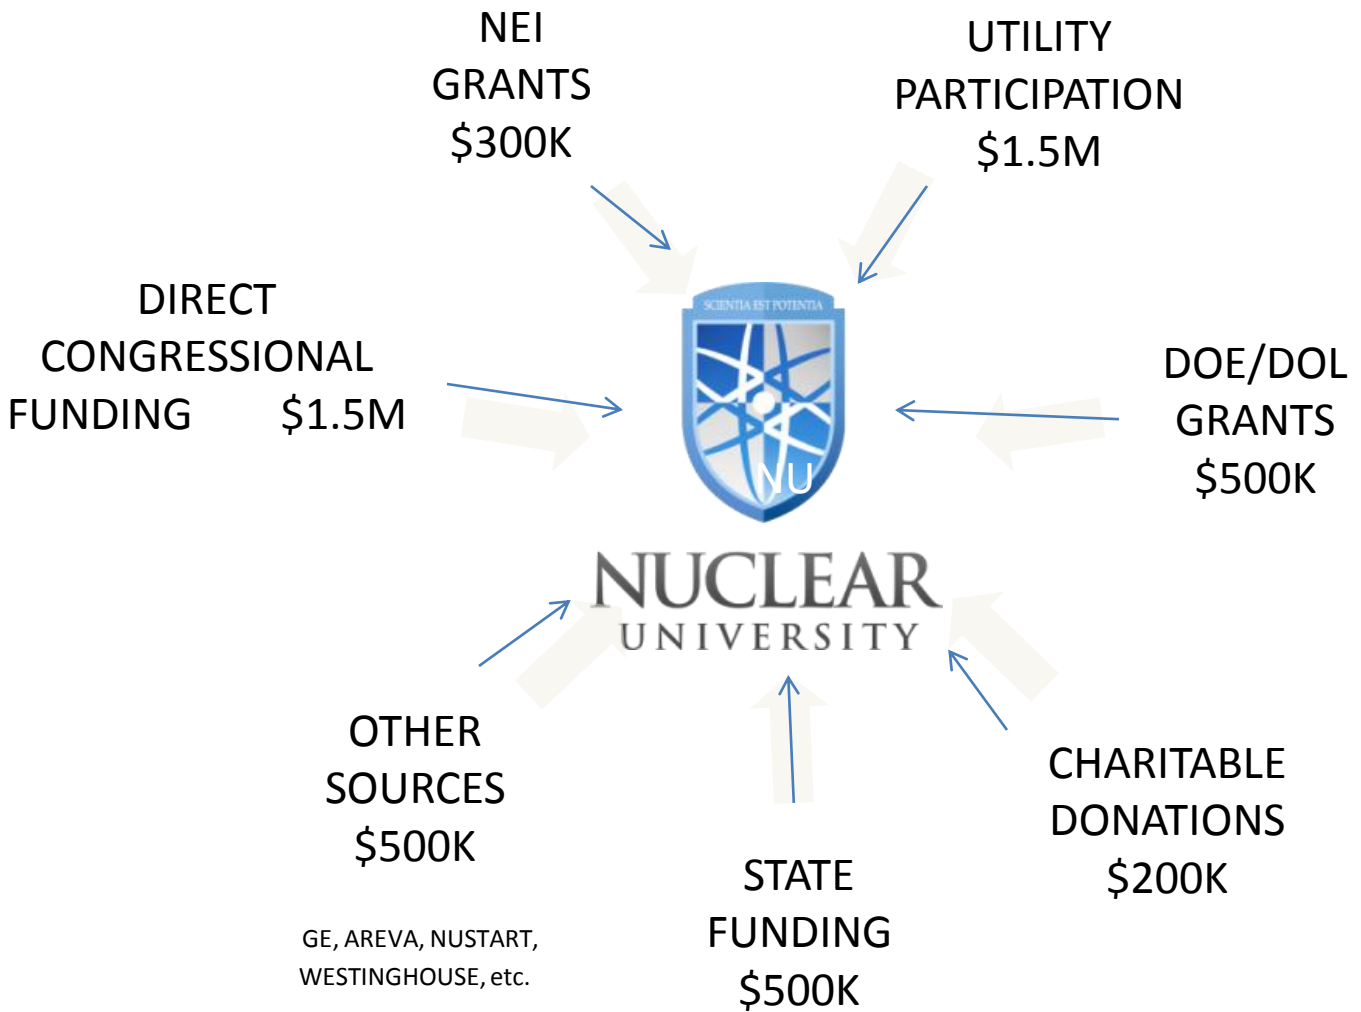 NEI
GRANTS
$300K
UTILITY
PARTICIPATION
$1.5M
DIRECT
CONGRESSIONAL
FUNDING $1.5M
SCIENTIA EST POTENTIA
NU
DOE/DOL
GRANTS
$500K
NUCLEAR
UNIVERSITY
OTHER
SOURCES
$500K
GE, AREVA, NUSTART,
WESTINGHOUSE, etc.
STATE
FUNDING
$500K
CHARITABLE
DONATIONS
$200K